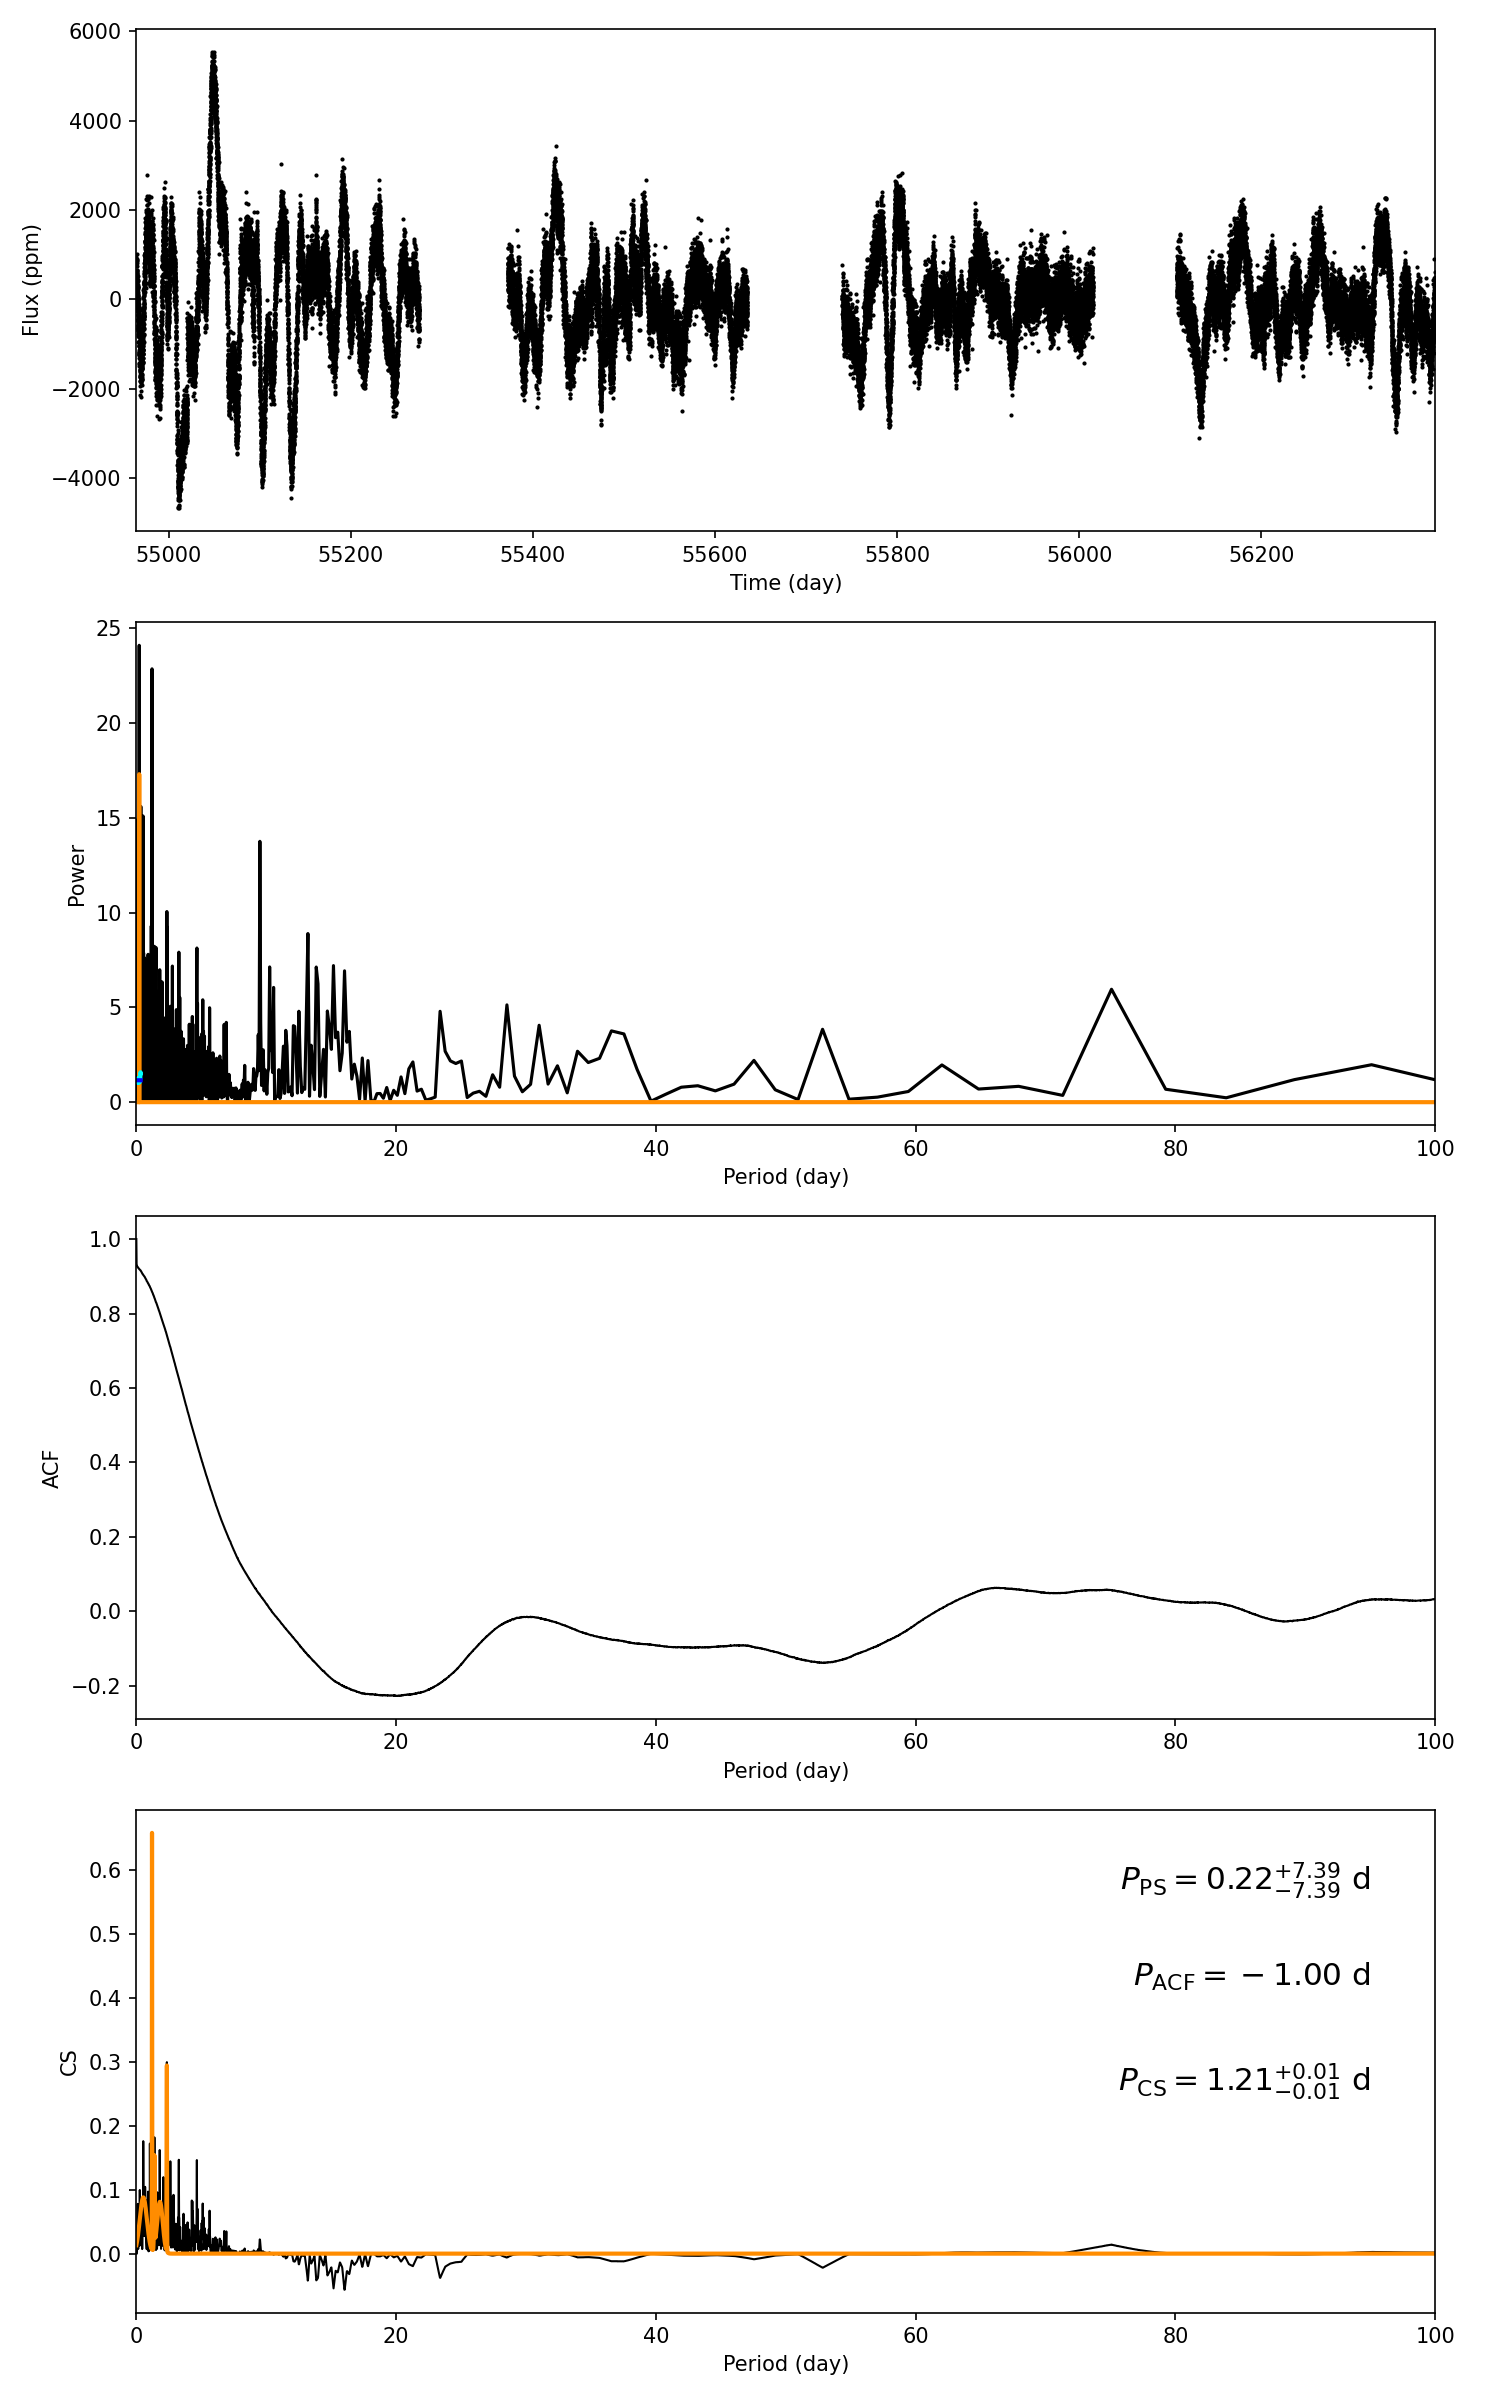 6000
4000
2000
0
−2000
−4000
Flux (ppm)
55000 55200 55400 55600 55800 56000 56200
Time (day)
25
20
15
10
5
0
Power
0 20 40 60 80 100
Period (day)
1.0
0.8
0.6
0.4
0.2
0.0
−0.2
ACF
0 20 40 60 80 100
Period (day)
0.6
0.5
0.4
0.3
0.2
0.1
0.0
CS
P_PS = 0.22 +7.39 −7.39 d
P_ACF = −1.00 d
P_CS = 1.21 +0.01 −0.01 d
0 20 40 60 80 100
Period (day)